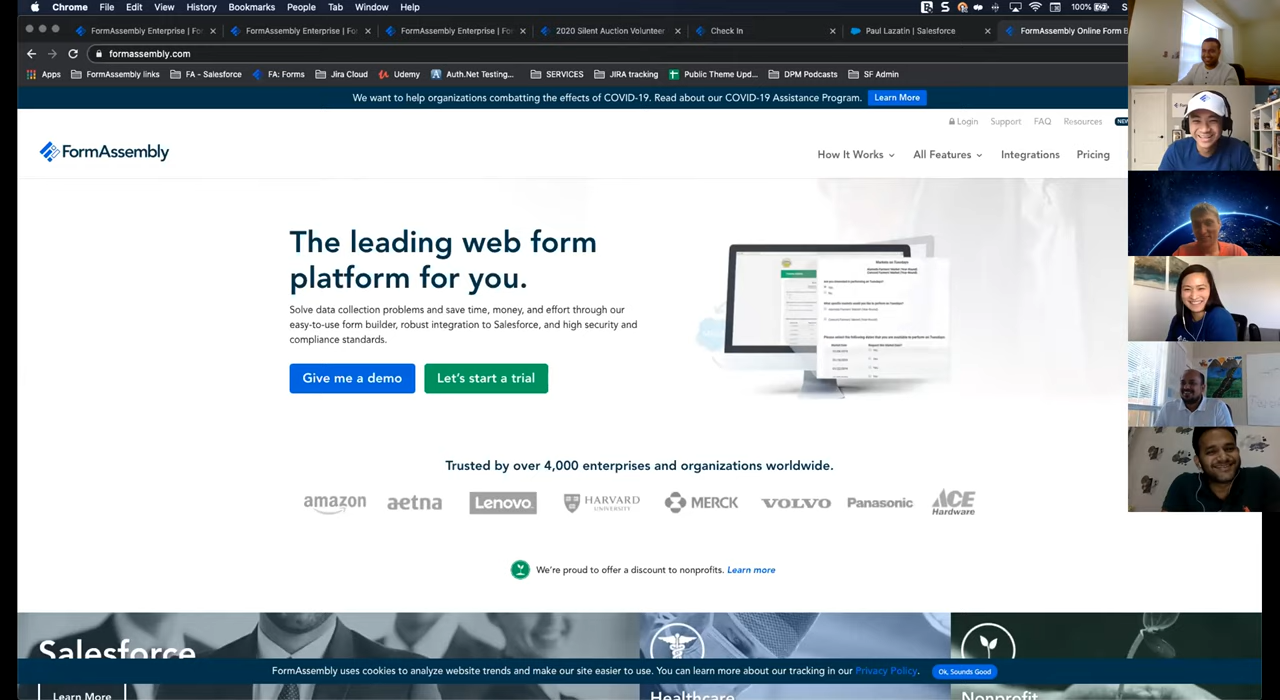 Chrome File Edit View History Bookmarks People Tab Window Help 100%
FormAssembly Enterprise | For
FormAssembly Enterprise | For
FormAssembly Enterprise | For
2020 Silent Auction Volunteer
Check In
Paul Lazatin | Salesforce
FormAssembly Online Form B
formassembly.com
Apps FormAssembly links FA - Salesforce FA: Forms Jira Cloud Udemy Auth.Net Testing... SERVICES JIRA tracking Public Theme Upd... DPM Podcasts SF Admin
We want to help organizations combatting the effects of COVID-19. Read about our COVID-19 Assistance Program. Learn More
Login Support FAQ Resources NEW
FormAssembly
How It Works All Features Integrations Pricing
The leading web form
platform for you.
Solve data collection problems and save time, money, and effort through our
easy-to-use form builder, robust integration to Salesforce, and high security and
compliance standards.
Give me a demo Let's start a trial
Trusted by over 4,000 enterprises and organizations worldwide.
amazon aetna Lenovo HARVARD UNIVERSITY MERCK VOLVO Panasonic ACE Hardware
We're proud to offer a discount to nonprofits. Learn more
Salesforce
FormAssembly uses cookies to analyze website trends and make our site easier to use. You can learn more about our tracking in our Privacy Policy. Ok, Sounds Good
Learn More
Healthcare
Nonprofit